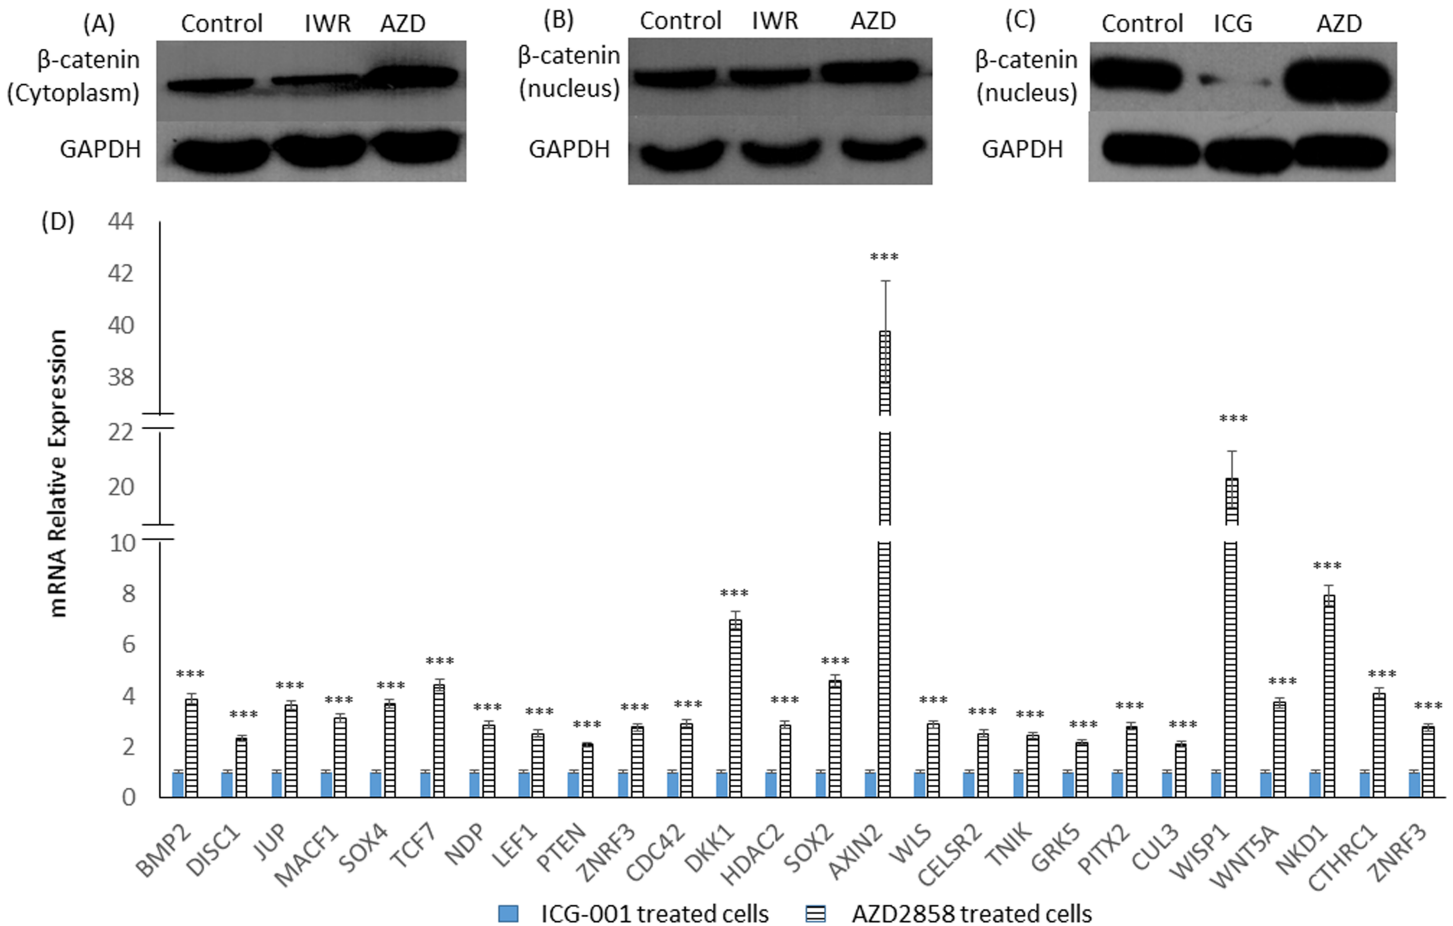 (A) Control IWR AZD
β-catenin
(Cytoplasm)
GAPDH
(B) Control IWR AZD
β-catenin
(nucleus)
GAPDH
(C) Control ICG AZD
β-catenin
(nucleus)
GAPDH
(D)
mRNA Relative Expression
44
42
40
38
22
20
10
8
6
4
2
0
*** *** *** *** *** *** *** *** *** *** *** *** *** *** *** *** *** *** *** *** *** *** *** *** *** ***
BMP2 DISC1 JUP MACF1 SOX4 TCF7 NDP LEF1 PTEN ZNRF3 CDC42 DKK1 HDAC2 SOX2 AXIN2 WLS CELSR2 TNIK GRK5 PITX2 CUL3 WISP1 WNT5A NKD1 CTHRC1 ZNRF3
ICG-001 treated cells AZD2858 treated cells